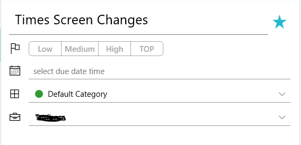 Times Screen Changes
Low Medium High TOP
select due date time
Default Category